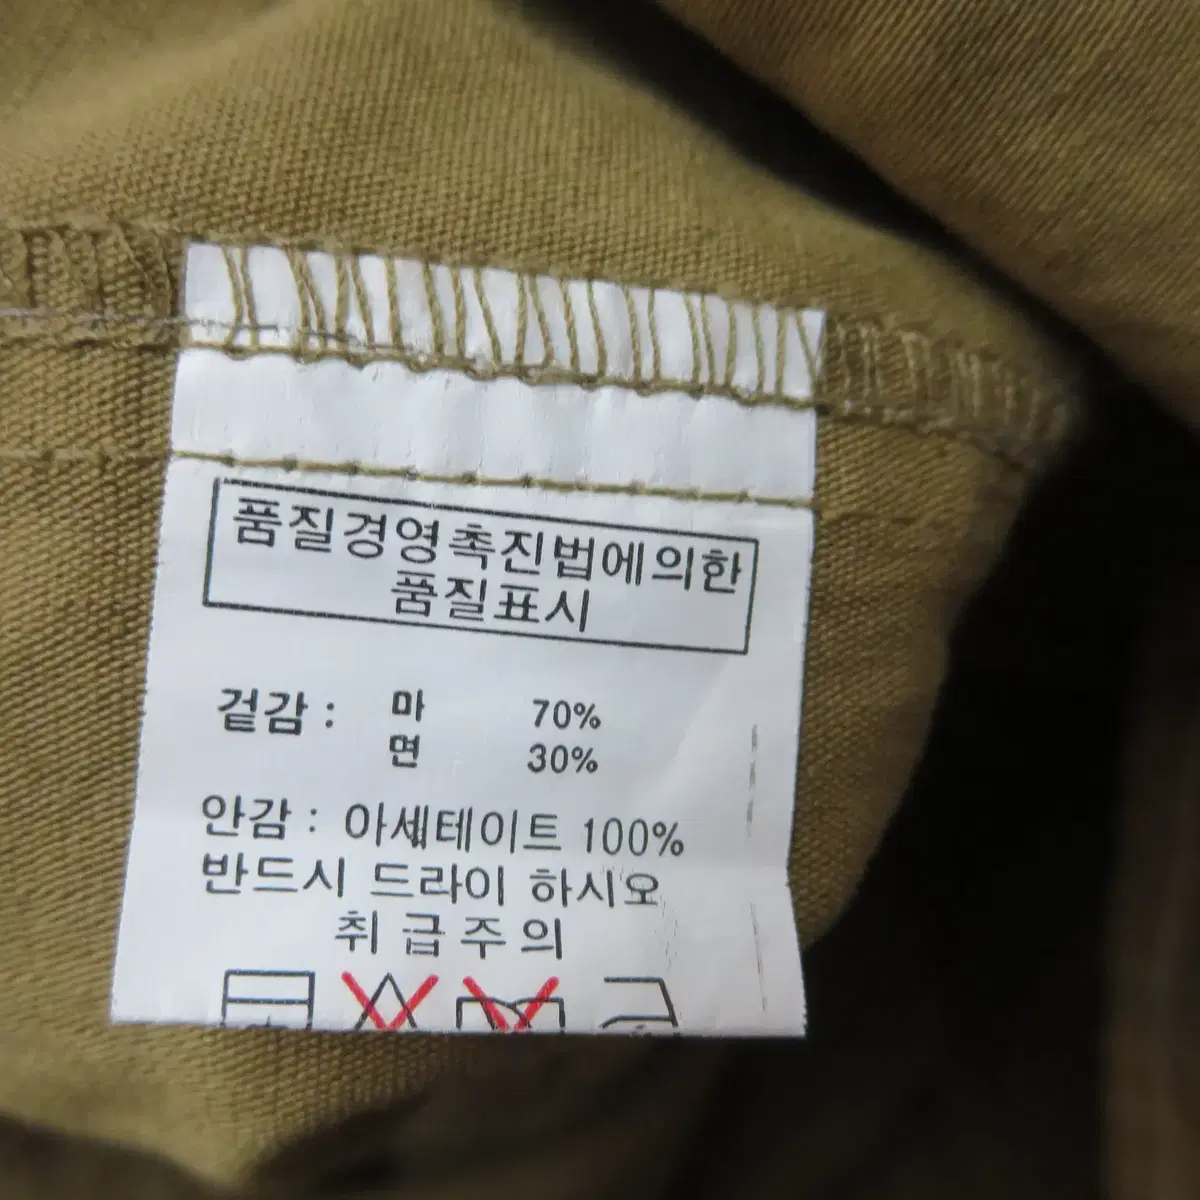 품질경영촉진법에의한
품질표시
겉감 : 마 70%
면 30%
안감 : 아세테이트 100%
반드시 드라이 하시오
취급주의